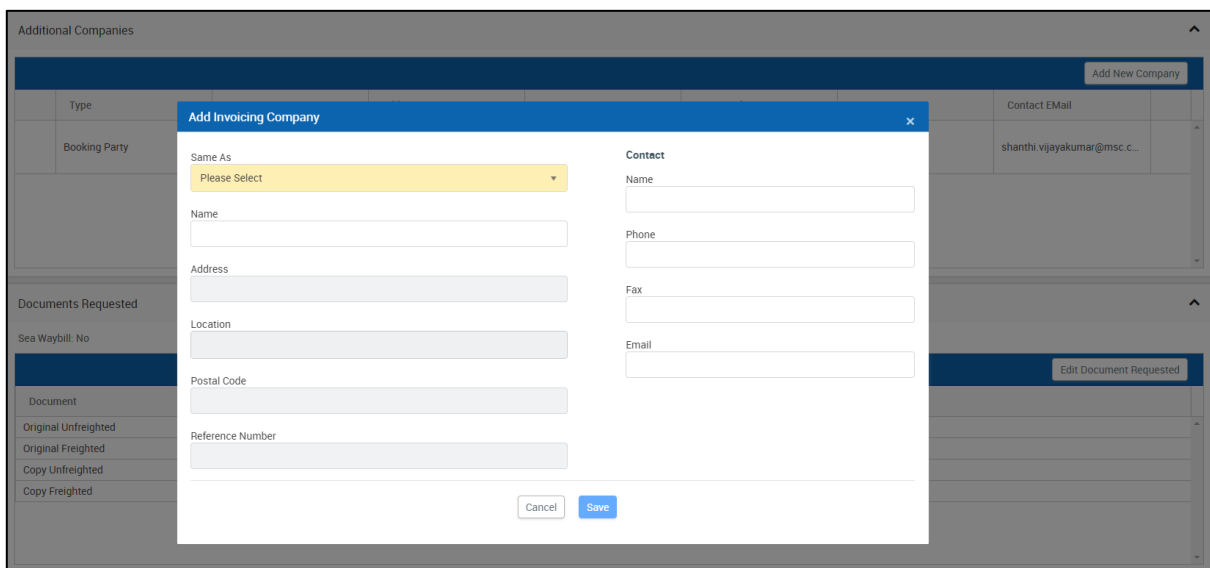 Additional Companies
Add New Company
Type
Contact EMail
Booking Party
shanthi.vijayakumar@msc.c...
Add Invoicing Company
×
Same As
Please Select
Name
Address
Location
Postal Code
Reference Number
Contact
Name
Phone
Fax
Email
Cancel
Save
Documents Requested
Sea Waybill: No
Edit Document Requested
Document
Original Unfreighted
Original Freighted
Copy Unfreighted
Copy Freighted